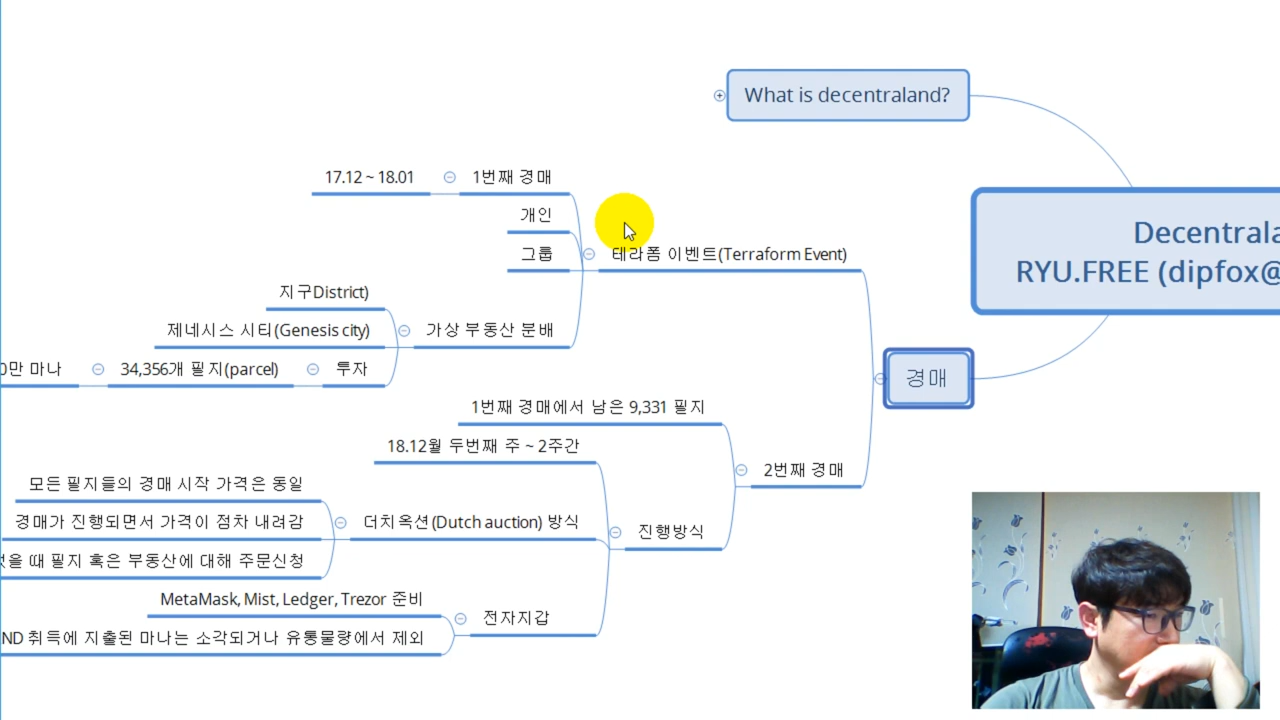 What is decentraland?
17.12 ~ 18.01
1번째 경매
개인
그룹
테라폼 이벤트(Terraform Event)
지구District)
제네시스 시티(Genesis city)
가상 부동산 분배
마나
34,356개 필지(parcel)
투자
RYU.FREE
경매
1번째 경매에서 남은 9,331 필지
18.12월 두번째 주 ~ 2주간
2번째 경매
모든 필지들의 경매 시작 가격은 동일
경매가 진행되면서 가격이 점차 내려감
더치옥션(Dutch auction) 방식
진행방식
때 필지 혹은 부동산에 대해 주문신청
MetaMask, Mist, Ledger, Trezor 준비
전자지갑
취득에 지출된 마나는 소각되거나 유통물량에서 제외